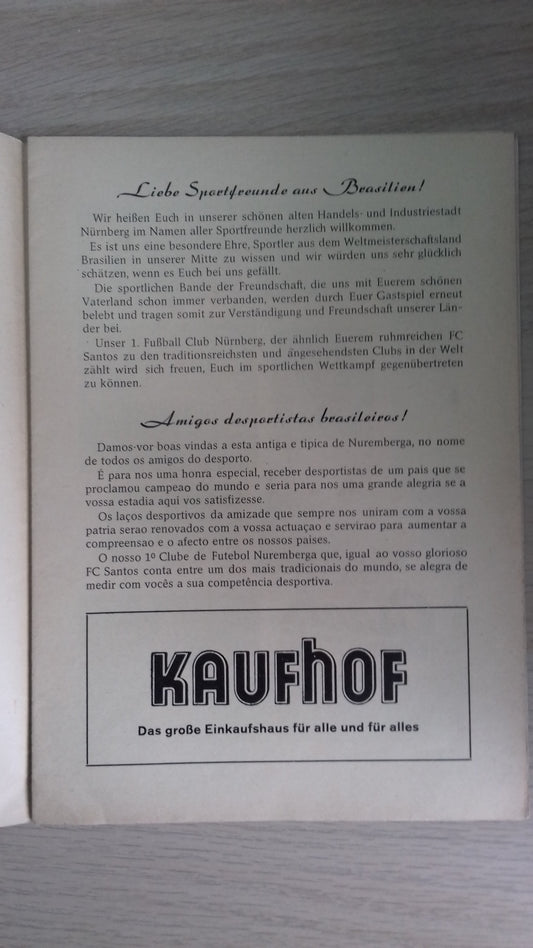 Liebe Sportfreunde aus Brasilien!
Wir heißen Euch in unserer schönen alten Handels- und Industriestadt
Nürnberg im Namen aller Sportfreunde herzlich willkommen.
Es ist uns eine besondere Ehre, Sportler aus dem Weltmeisterschaftsland
Brasilien in unserer Mitte zu wissen und wir würden uns sehr glücklich
schätzen, wenn es Euch bei uns gefällt.
Die sportlichen Bande der Freundschaft, die uns mit Euerem schönen
Vaterland schon immer verbanden, werden durch Euer Gastspiel erneut
belebt und tragen somit zur Verständigung und Freundschaft unserer Län-
der bei.
Unser 1. Fußball Club Nürnberg, der ähnlich Euerem ruhmreichen FC
Santos zu den traditionsreichsten und angesehendsten Clubs in der Welt
zählt wird sich freuen, Euch im sportlichen Wettkampf gegenübertreten
zu können.
Amigos desportistas brasileiros!
Damos-vor boas vindas a esta antiga e tipica de Nuremberga, no nome
de todos os amigos do desporto.
É para nos uma honra especial, receber desportistas de um pais que se
proclamou campeao do mundo e seria para nos uma grande alegria se a
vossa estadia aqui vos satisfizesse.
Os laços desportivos da amizade que sempre nos uniram com a vossa
patria serao renovados com a vossa actuaçao e servirao para aumentar a
compreensao e o afecto entre os nossos paises.
O nosso 1º Clube de Futebol Nuremberga que, igual ao vosso glorioso
FC Santos conta entre um dos mais tradicionais do mundo, se alegra de
medir com vocês a sua competência desportiva.
KAUFhOF
Das große Einkaufshaus für alle und für alles